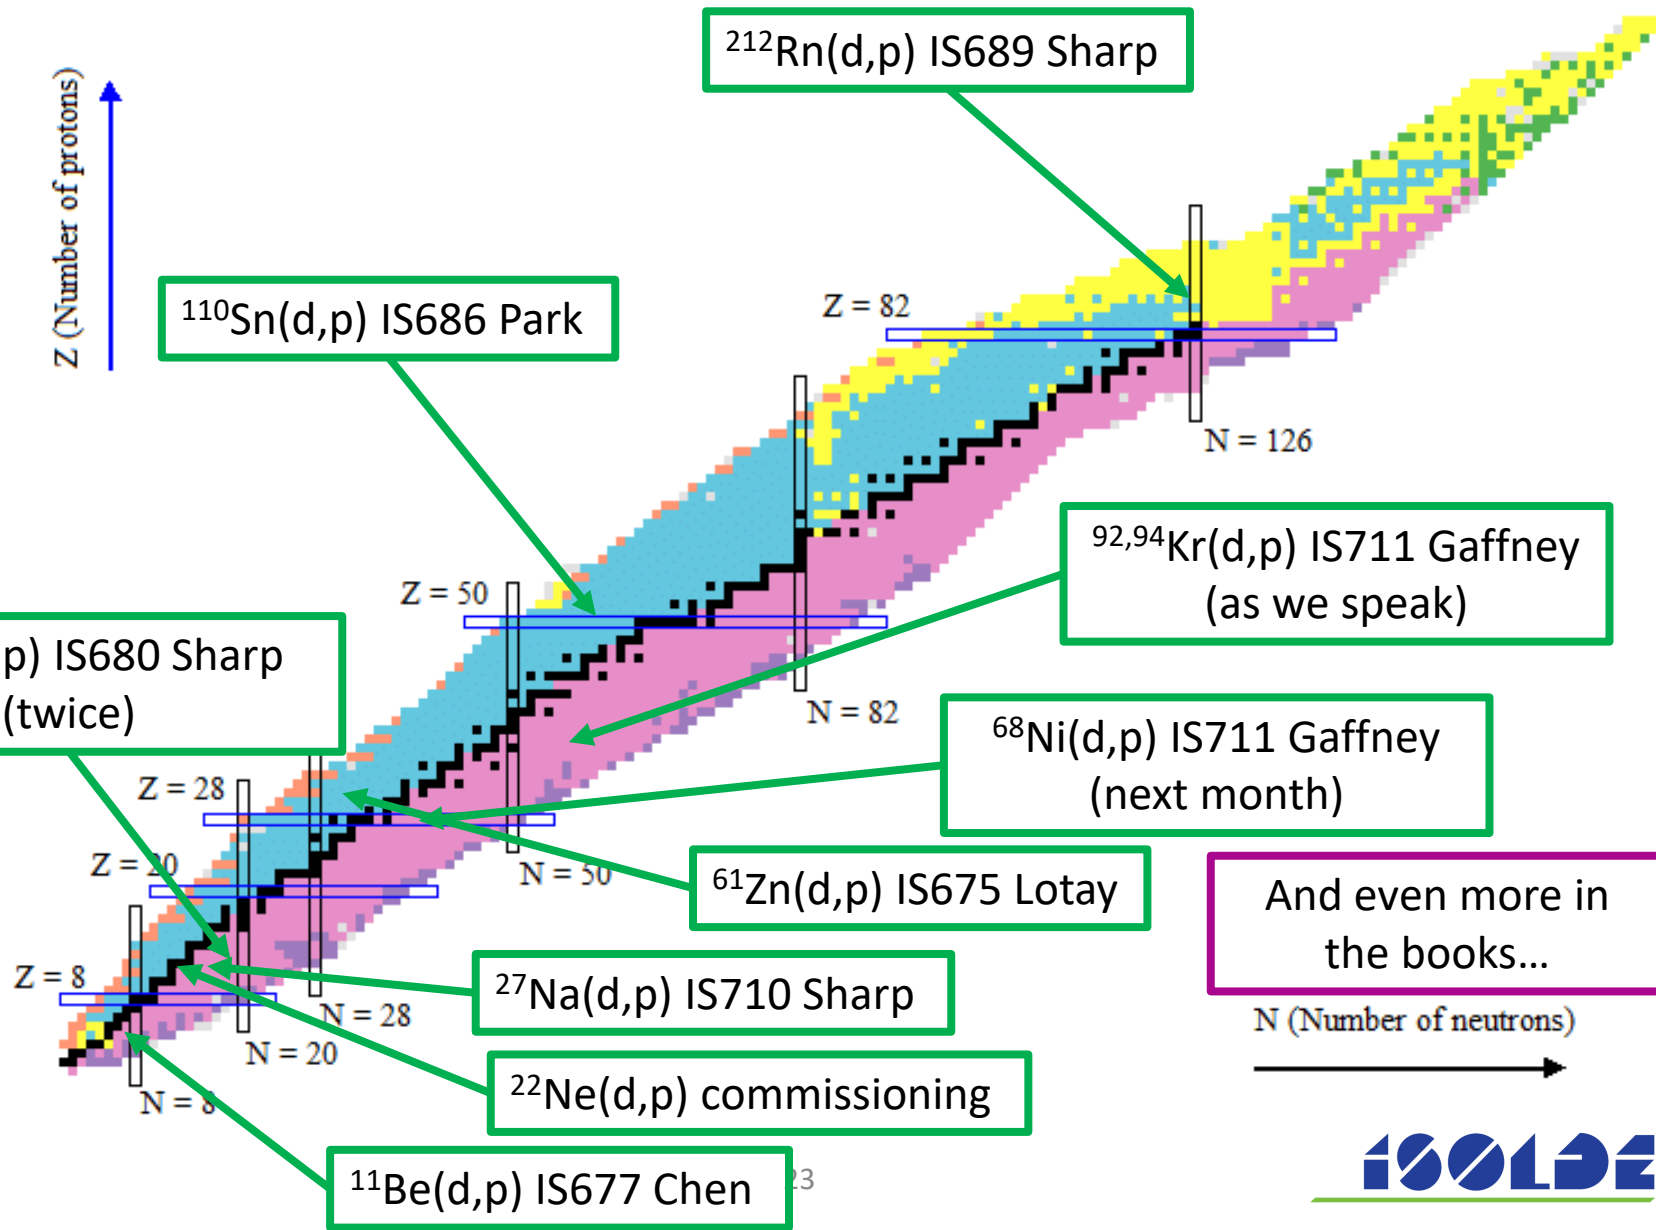 ²¹²Rn(d,p) IS689 Sharp
Z (Number of protons)
¹¹⁰Sn(d,p) IS686 Park
Z = 82
N = 126
⁹²,⁹⁴Kr(d,p) IS711 Gaffney
(as we speak)
Z = 50
p) IS680 Sharp
(twice)
N = 82
⁶⁸Ni(d,p) IS711 Gaffney
(next month)
Z = 28
Z = 20
N = 50
⁶¹Zn(d,p) IS675 Lotay
And even more in
the books...
Z = 8
²⁷Na(d,p) IS710 Sharp
N = 28
N (Number of neutrons)
N = 20
²²Ne(d,p) commissioning
N = 8
¹¹Be(d,p) IS677 Chen
23
ISOLDE